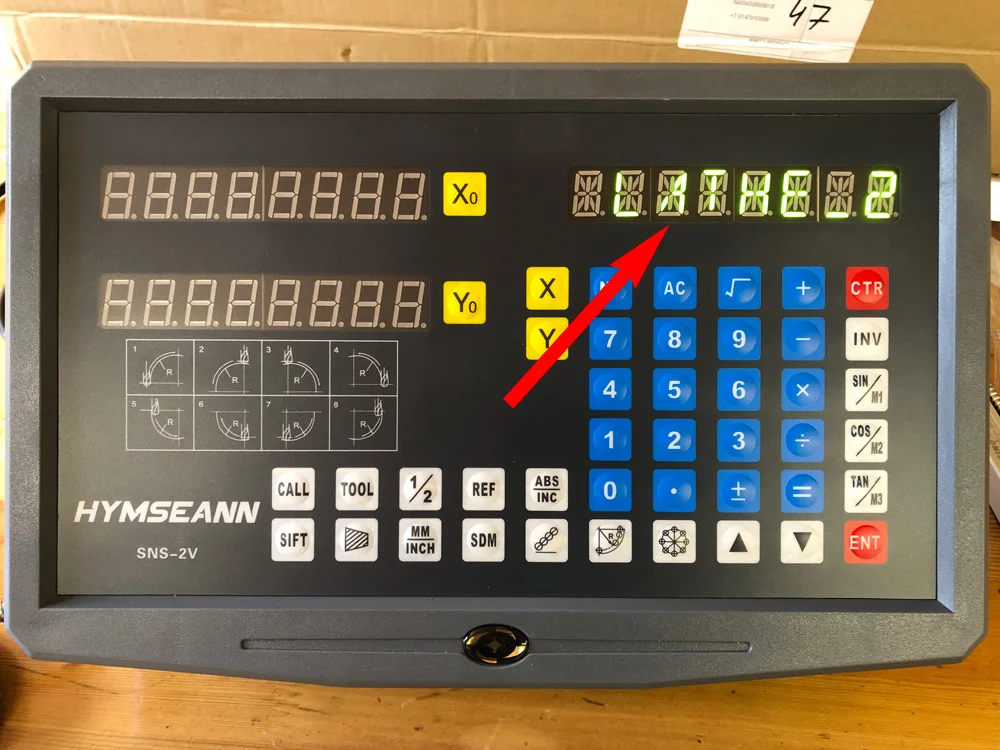 47
X0
LATHE_2
Y0
X
AC
√
+
CTR
Y
7
8
9
−
INV
1
R
2
R
3
R
4
R
4
5
6
×
SIN/M1
5
R
6
R
7
R
8
R
1
2
3
÷
COS/M2
CALL
TOOL
1/2
REF
ABS
INC
0
.
±
=
TAN/M3
HYMSEANN
SNS-2V
SIFT
MM
INCH
SDM
R
ENT